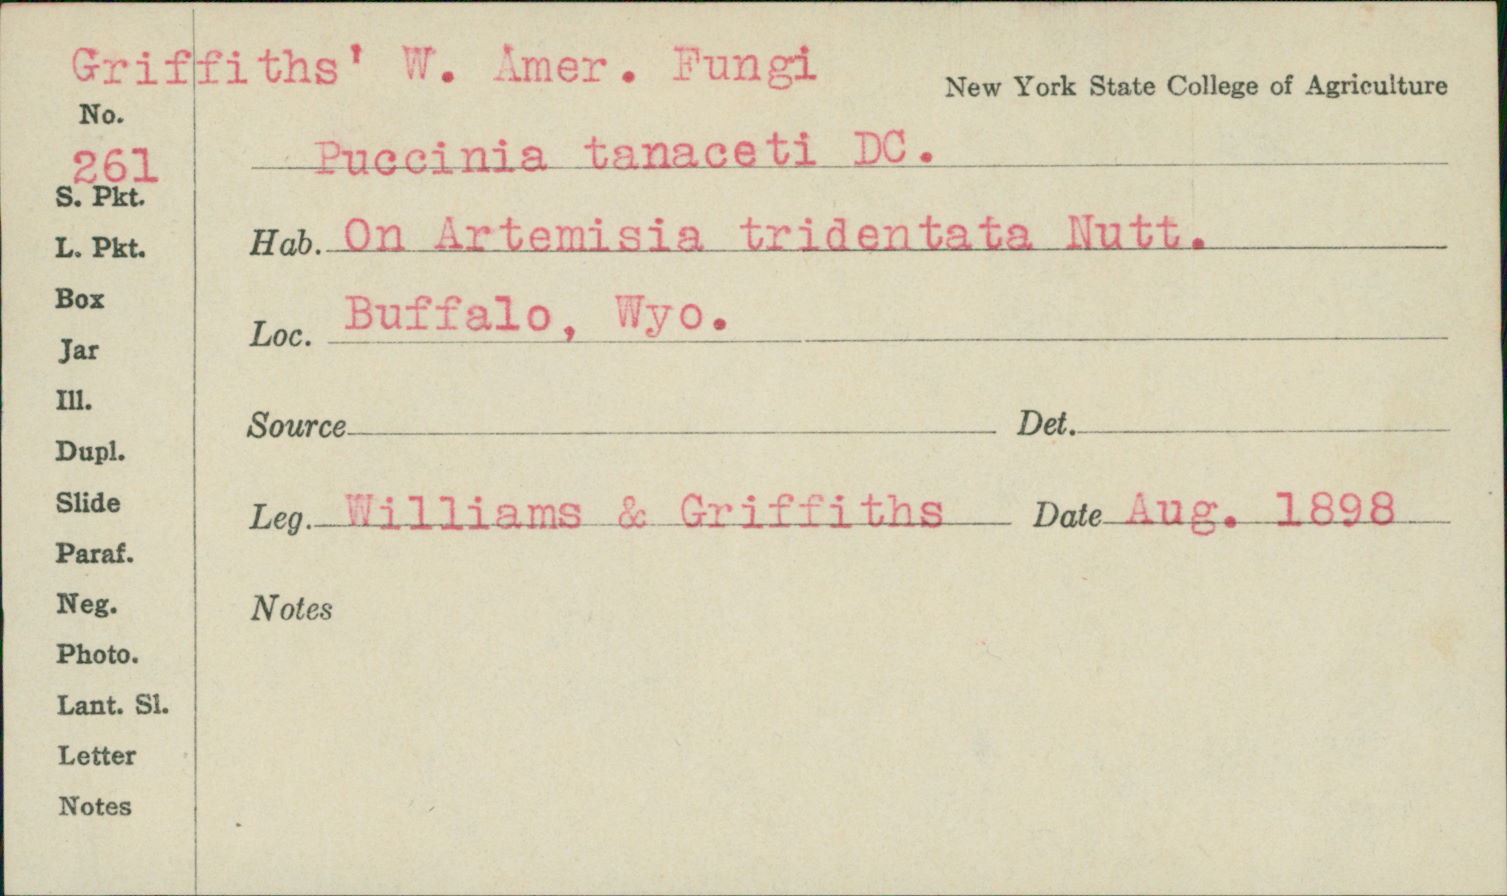 Griffiths' W. Amer. Fungi
New York State College of Agriculture
No.
261
Puccinia tanaceti DC.
S. Pkt.
Hab. On Artemisia tridentata Nutt.
L. Pkt.
Box
Loc. Buffalo, Wyo.
Jar
Ill.
Source Det.
Dupl.
Slide
Leg. Williams & Griffiths Date Aug. 1898
Paraf.
Neg.
Notes
Photo.
Lant. Sl.
Letter
Notes